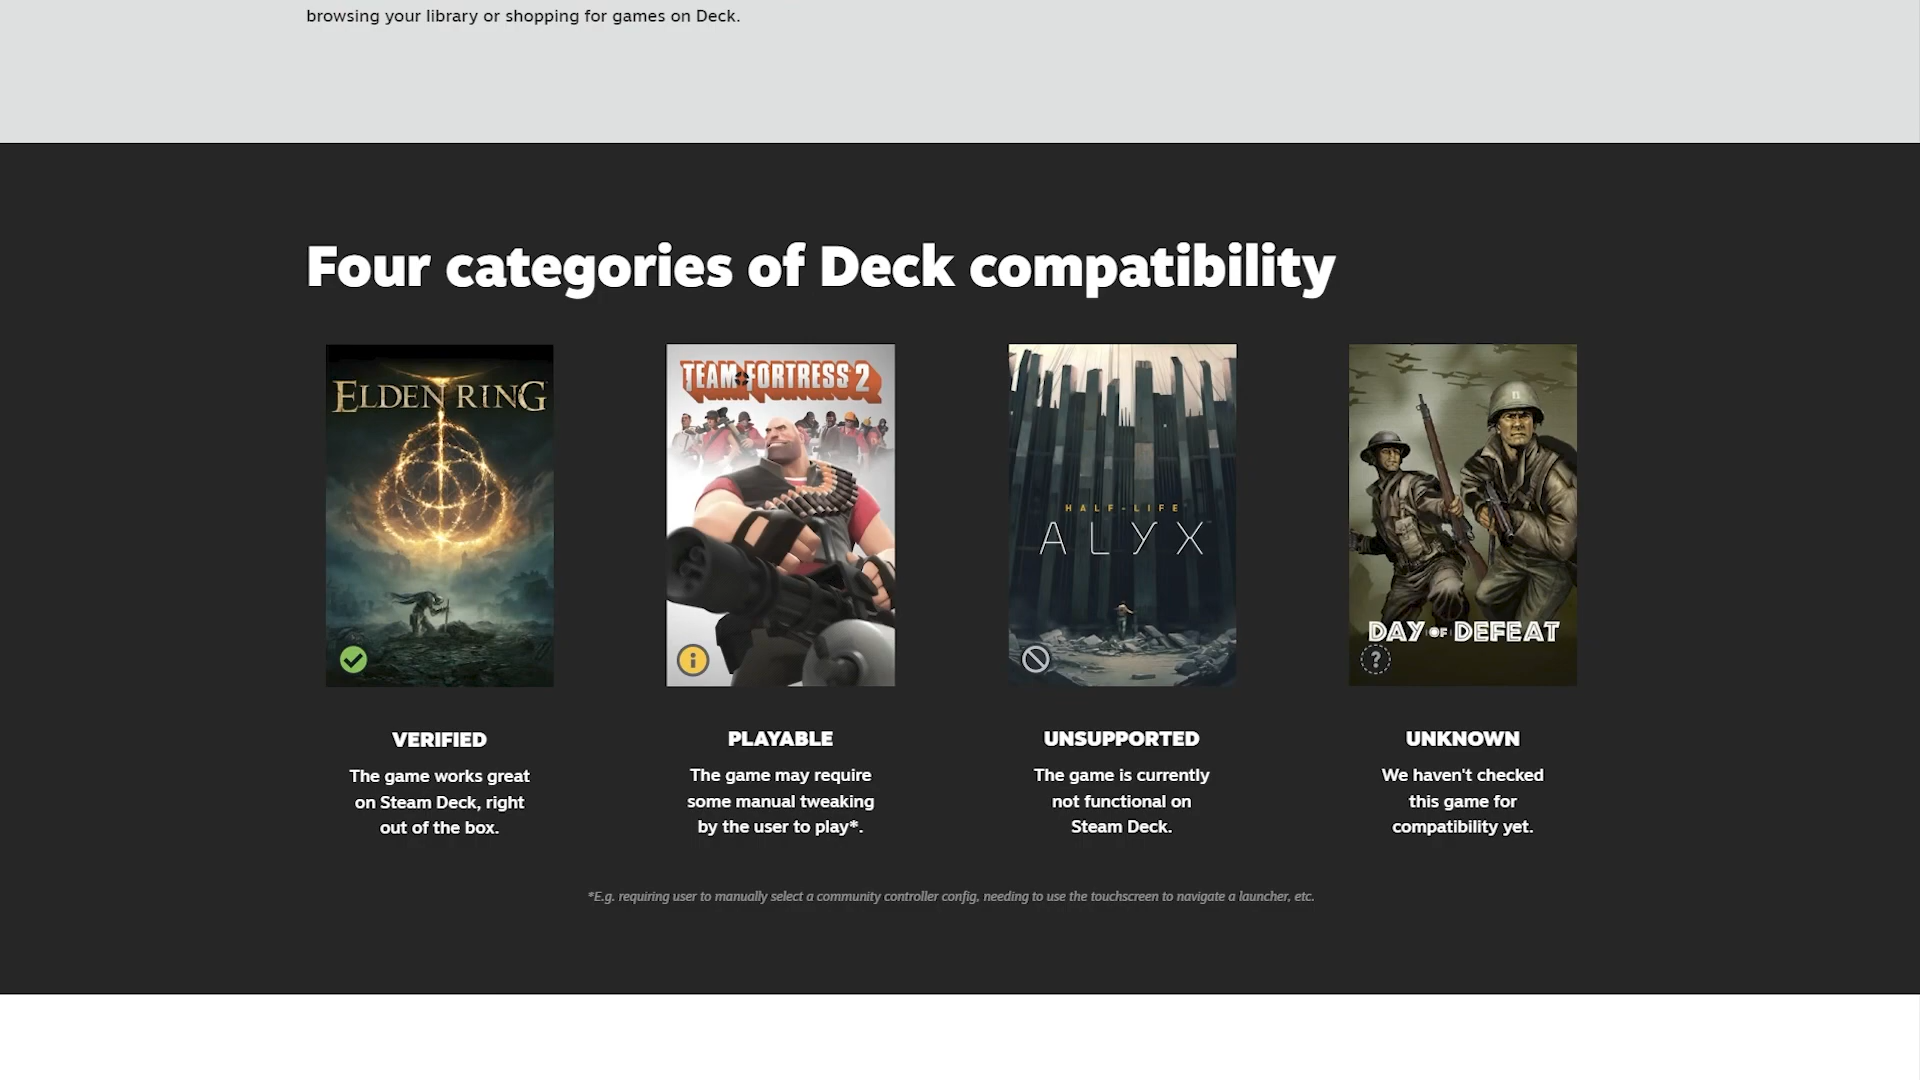 browsing your library or shopping for games on Deck.
Four categories of Deck compatibility
ELDEN RING
TEAM FORTRESS 2
HALF-LIFE
ALYX
DAY OF DEFEAT
VERIFIED
The game works great
on Steam Deck, right
out of the box.
PLAYABLE
The game may require
some manual tweaking
by the user to play*.
UNSUPPORTED
The game is currently
not functional on
Steam Deck.
UNKNOWN
We haven't checked
this game for
compatibility yet.
*E.g. requiring user to manually select a community controller config, needing to use the touchscreen to navigate a launcher, etc.